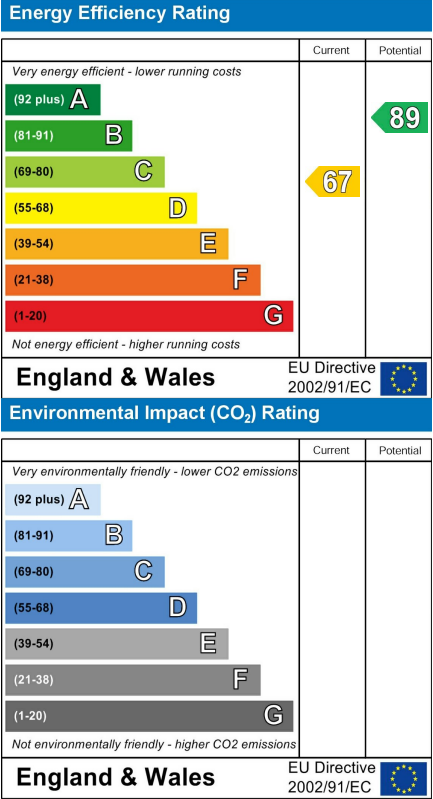 Energy Efficiency Rating
Current Potential
Very energy efficient - lower running costs
(92 plus) A
89
(81-91) B
(69-80) C
67
(55-68) D
(39-54) E
(21-38) F
(1-20) G
Not energy efficient - higher running costs
England & Wales
EU Directive
2002/91/EC
Environmental Impact (CO₂) Rating
Current Potential
Very environmentally friendly - lower CO2 emissions
(92 plus) A
(81-91) B
(69-80) C
(55-68) D
(39-54) E
(21-38) F
(1-20) G
Not environmentally friendly - higher CO2 emissions
England & Wales
EU Directive
2002/91/EC